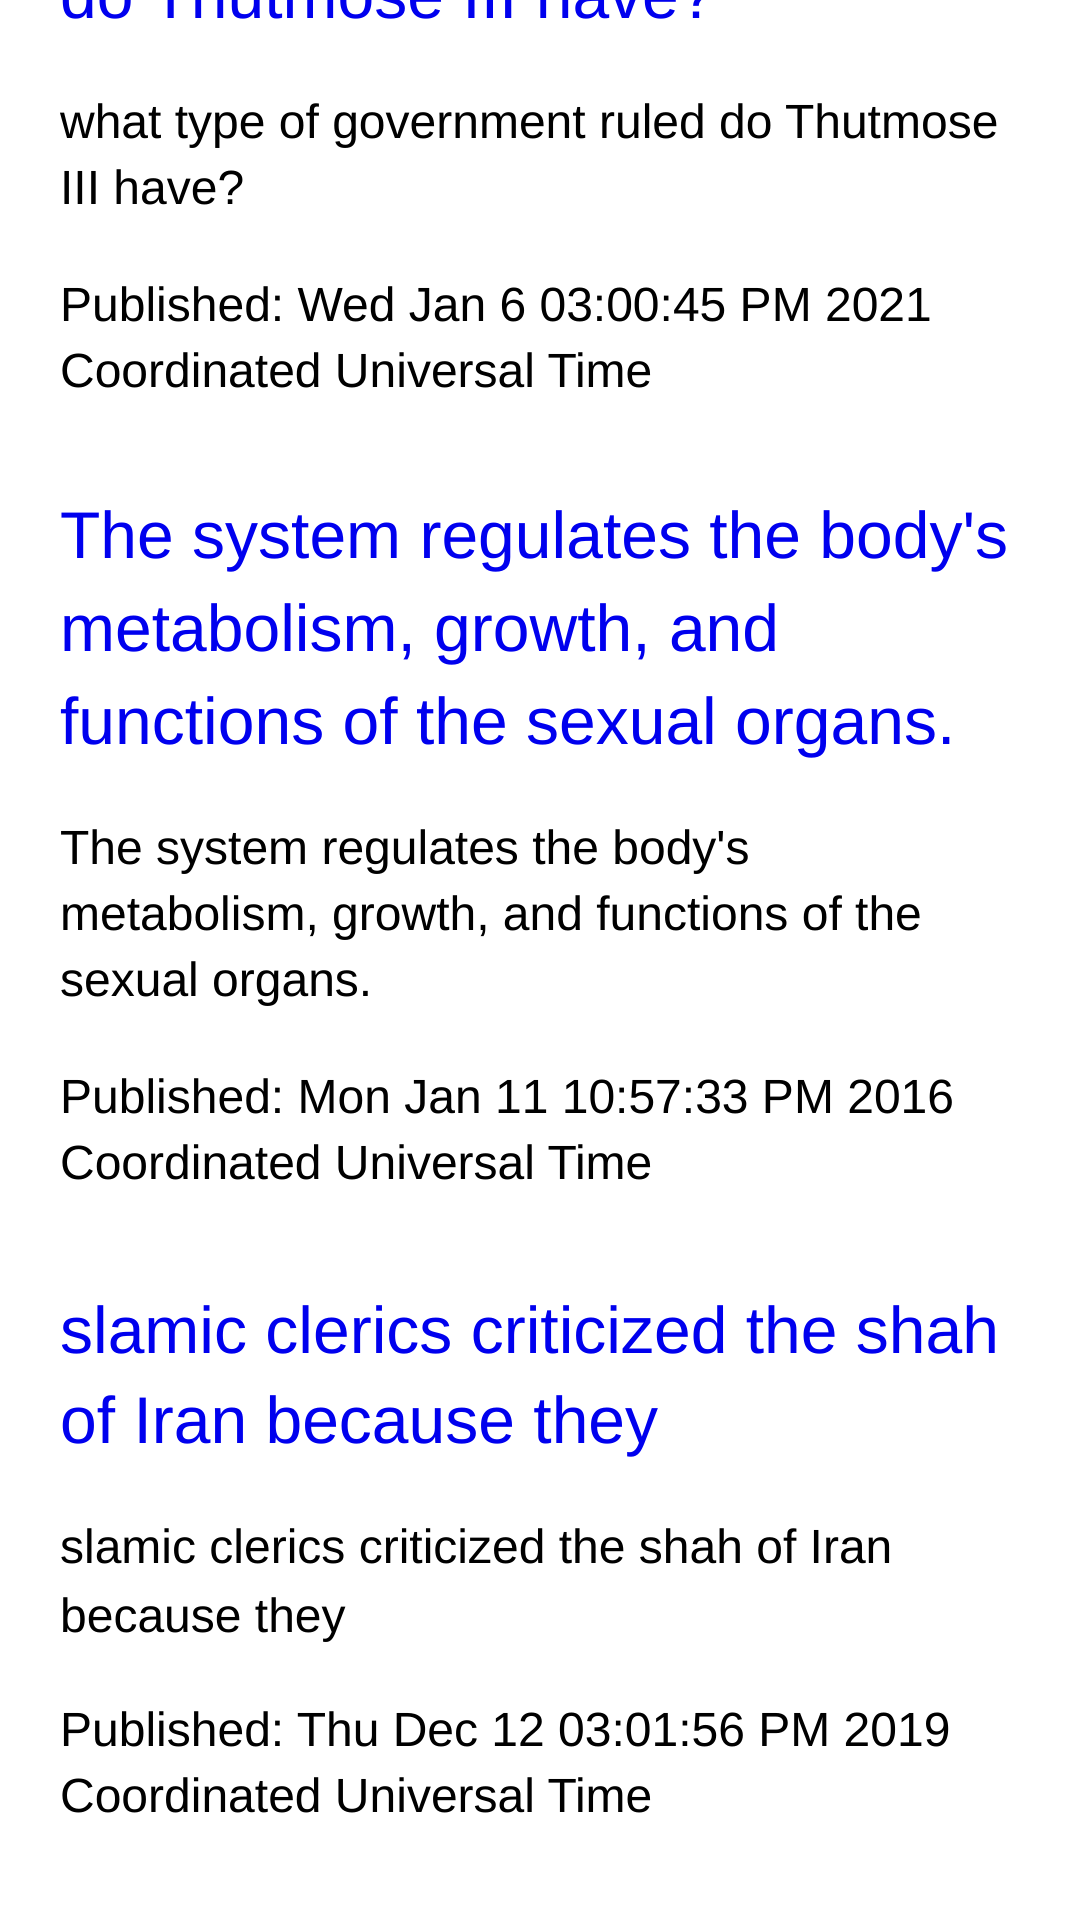 do Thutmose III have?
what type of government ruled do Thutmose
III have?
Published: Wed Jan 6 03:00:45 PM 2021
Coordinated Universal Time
The system regulates the body's
metabolism, growth, and
functions of the sexual organs.
The system regulates the body's
metabolism, growth, and functions of the
sexual organs.
Published: Mon Jan 11 10:57:33 PM 2016
Coordinated Universal Time
slamic clerics criticized the shah
of Iran because they
slamic clerics criticized the shah of Iran
because they
Published: Thu Dec 12 03:01:56 PM 2019
Coordinated Universal Time